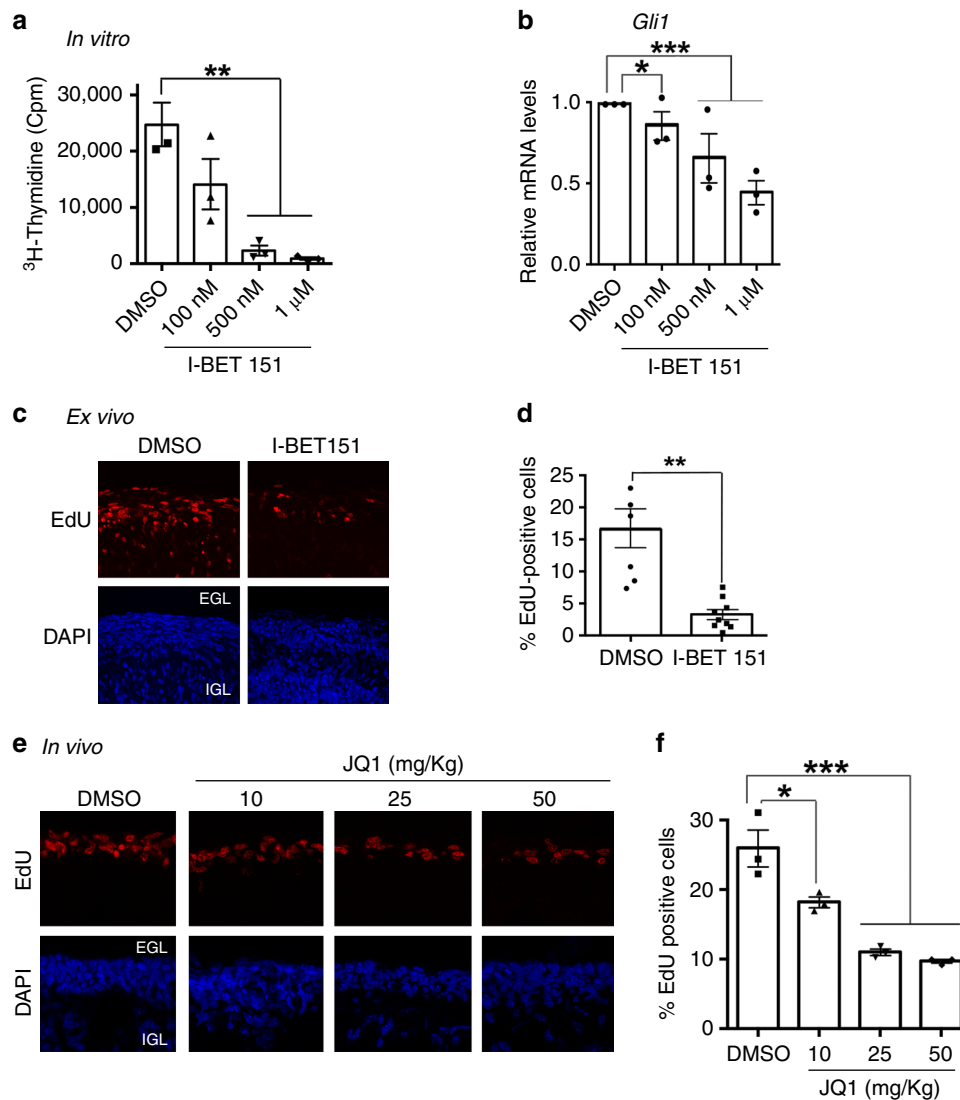 a
In vitro
**
³H-Thymidine (Cpm)
30,000
20,000
10,000
0
DMSO
100 nM
500 nM
1 μM
I-BET 151
b
Gli1
***
*
Relative mRNA levels
1.0
0.5
0.0
DMSO
100 nM
500 nM
1 μM
I-BET 151
c
Ex vivo
DMSO
I-BET151
EdU
DAPI
EGL
IGL
d
**
% EdU-positive cells
25
20
15
10
5
0
DMSO
I-BET 151
e
In vivo
JQ1 (mg/Kg)
DMSO
10
25
50
EdU
DAPI
EGL
IGL
f
***
*
% EdU positive cells
30
20
10
0
DMSO
10
25
50
JQ1 (mg/Kg)